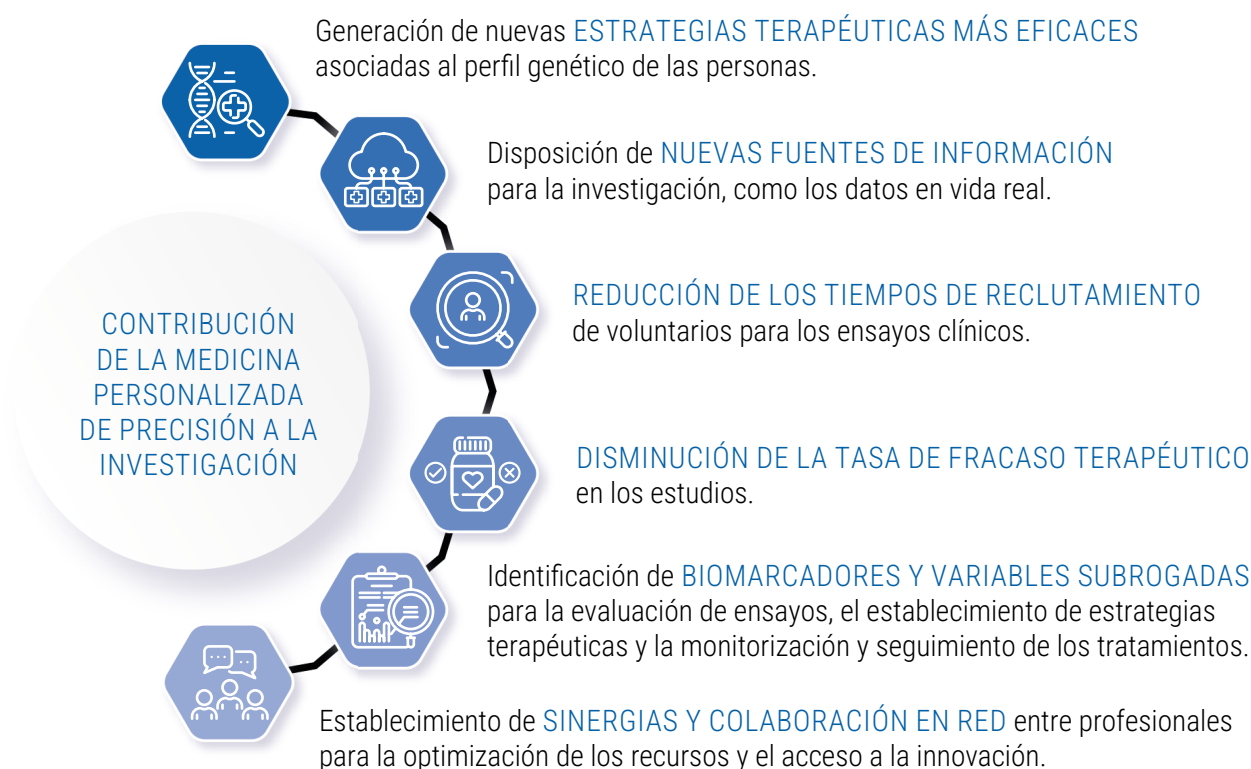 Generación de nuevas ESTRATEGIAS TERAPÉUTICAS MÁS EFICACES
asociadas al perfil genético de las personas.
Disposición de NUEVAS FUENTES DE INFORMACIÓN
para la investigación, como los datos en vida real.
REDUCCIÓN DE LOS TIEMPOS DE RECLUTAMIENTO
de voluntarios para los ensayos clínicos.
CONTRIBUCIÓN
DE LA MEDICINA
PERSONALIZADA
DE PRECISIÓN A LA
INVESTIGACIÓN
DISMINUCIÓN DE LA TASA DE FRACASO TERAPÉUTICO
en los estudios.
Identificación de BIOMARCADORES Y VARIABLES SUBROGADAS
para la evaluación de ensayos, el establecimiento de estrategias
terapéuticas y la monitorización y seguimiento de los tratamientos.
Establecimiento de SINERGIAS Y COLABORACIÓN EN RED entre profesionales
para la optimización de los recursos y el acceso a la innovación.